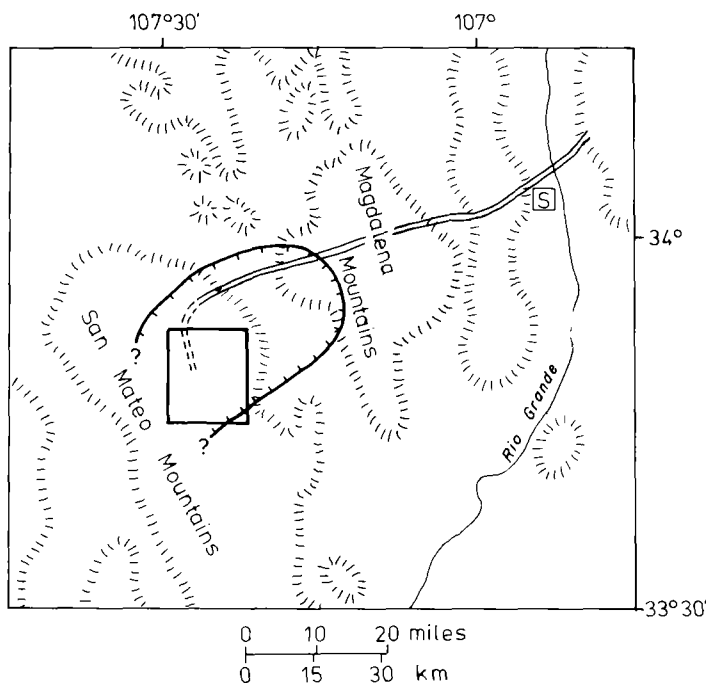 107°30' 107°
Magdalena
Mountains
S
34°
San
Mateo
Mountains
?
?
Rio Grande
33°30'
0 10 20 miles
0 15 30 km